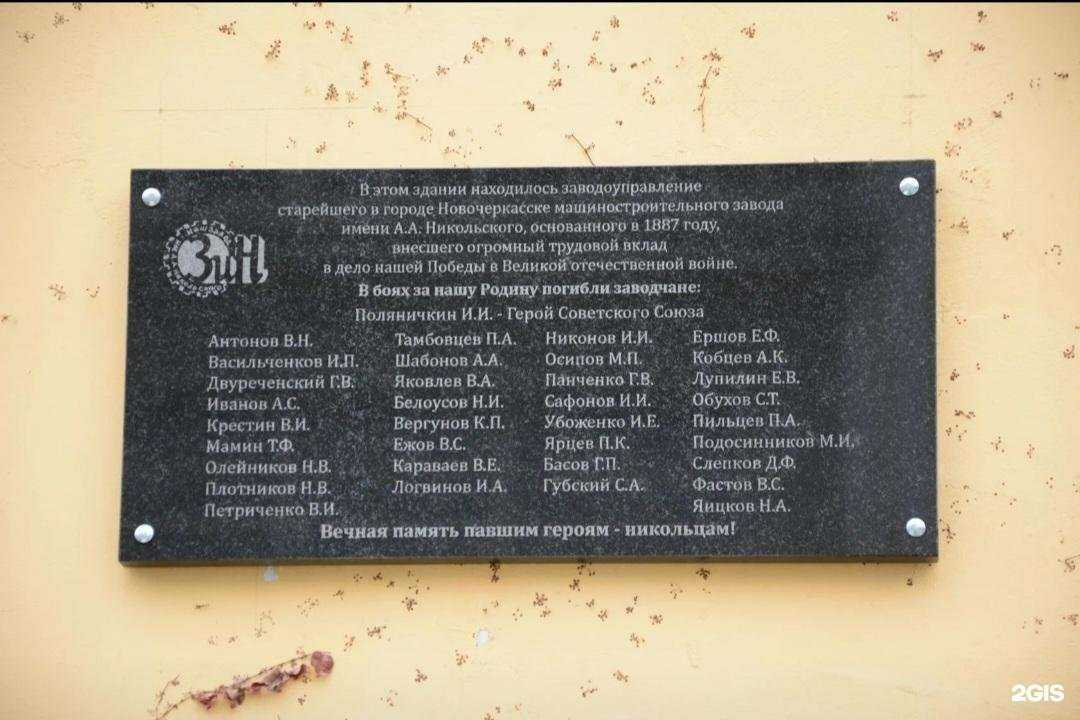 В этом здании находилось заводоуправление
старейшего в городе Новочеркасске машиностроительного завода
имени А.А. Никольского, основанного в 1887 году,
внесшего огромный трудовой вклад
в дело нашей Победы в Великой отечественной войне.
В боях за нашу Родину погибли заводчане:
Поляничкин И.И. - Герой Советского Союза
Антонов В.Н. Тамбовцев П.А. Никонов И.И. Ершов Е.Ф.
Васильченков И.П. Шабонов А.А. Осипов М.П. Кобцев А.К.
Двуреченский Г.В. Яковлев В.А. Панченко Г.В. Лупилин Е.В.
Иванов А.С. Белоусов Н.И. Сафонов И.И. Обухов С.Т.
Крестин В.И. Вергунов К.П. Убоженко И.Е. Пильцев П.А.
Мамин Т.Ф. Ежов В.С. Ярцев П.К. Подосинников М.И.
Олейников Н.В. Караваев В.Е. Басов Г.П. Слепков Д.Ф.
Плотников Н.В. Логвинов И.А. Губский С.А. Фастов В.С.
Петриченко В.И. Яицков Н.А.
Вечная память павшим героям - никольцам!
2GIS